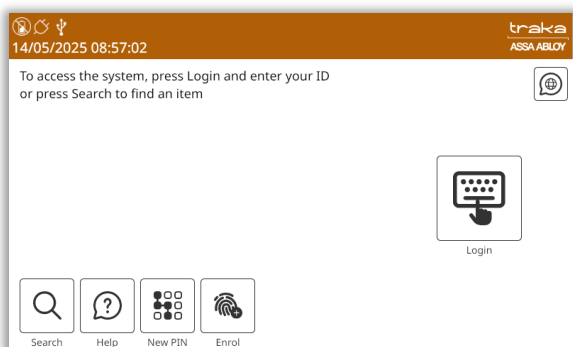 traka
14/05/2025 08:57:02
ASSA ABLOY
To access the system, press Login and enter your ID
or press Search to find an item
Login
Search
Help
New PIN
Enrol